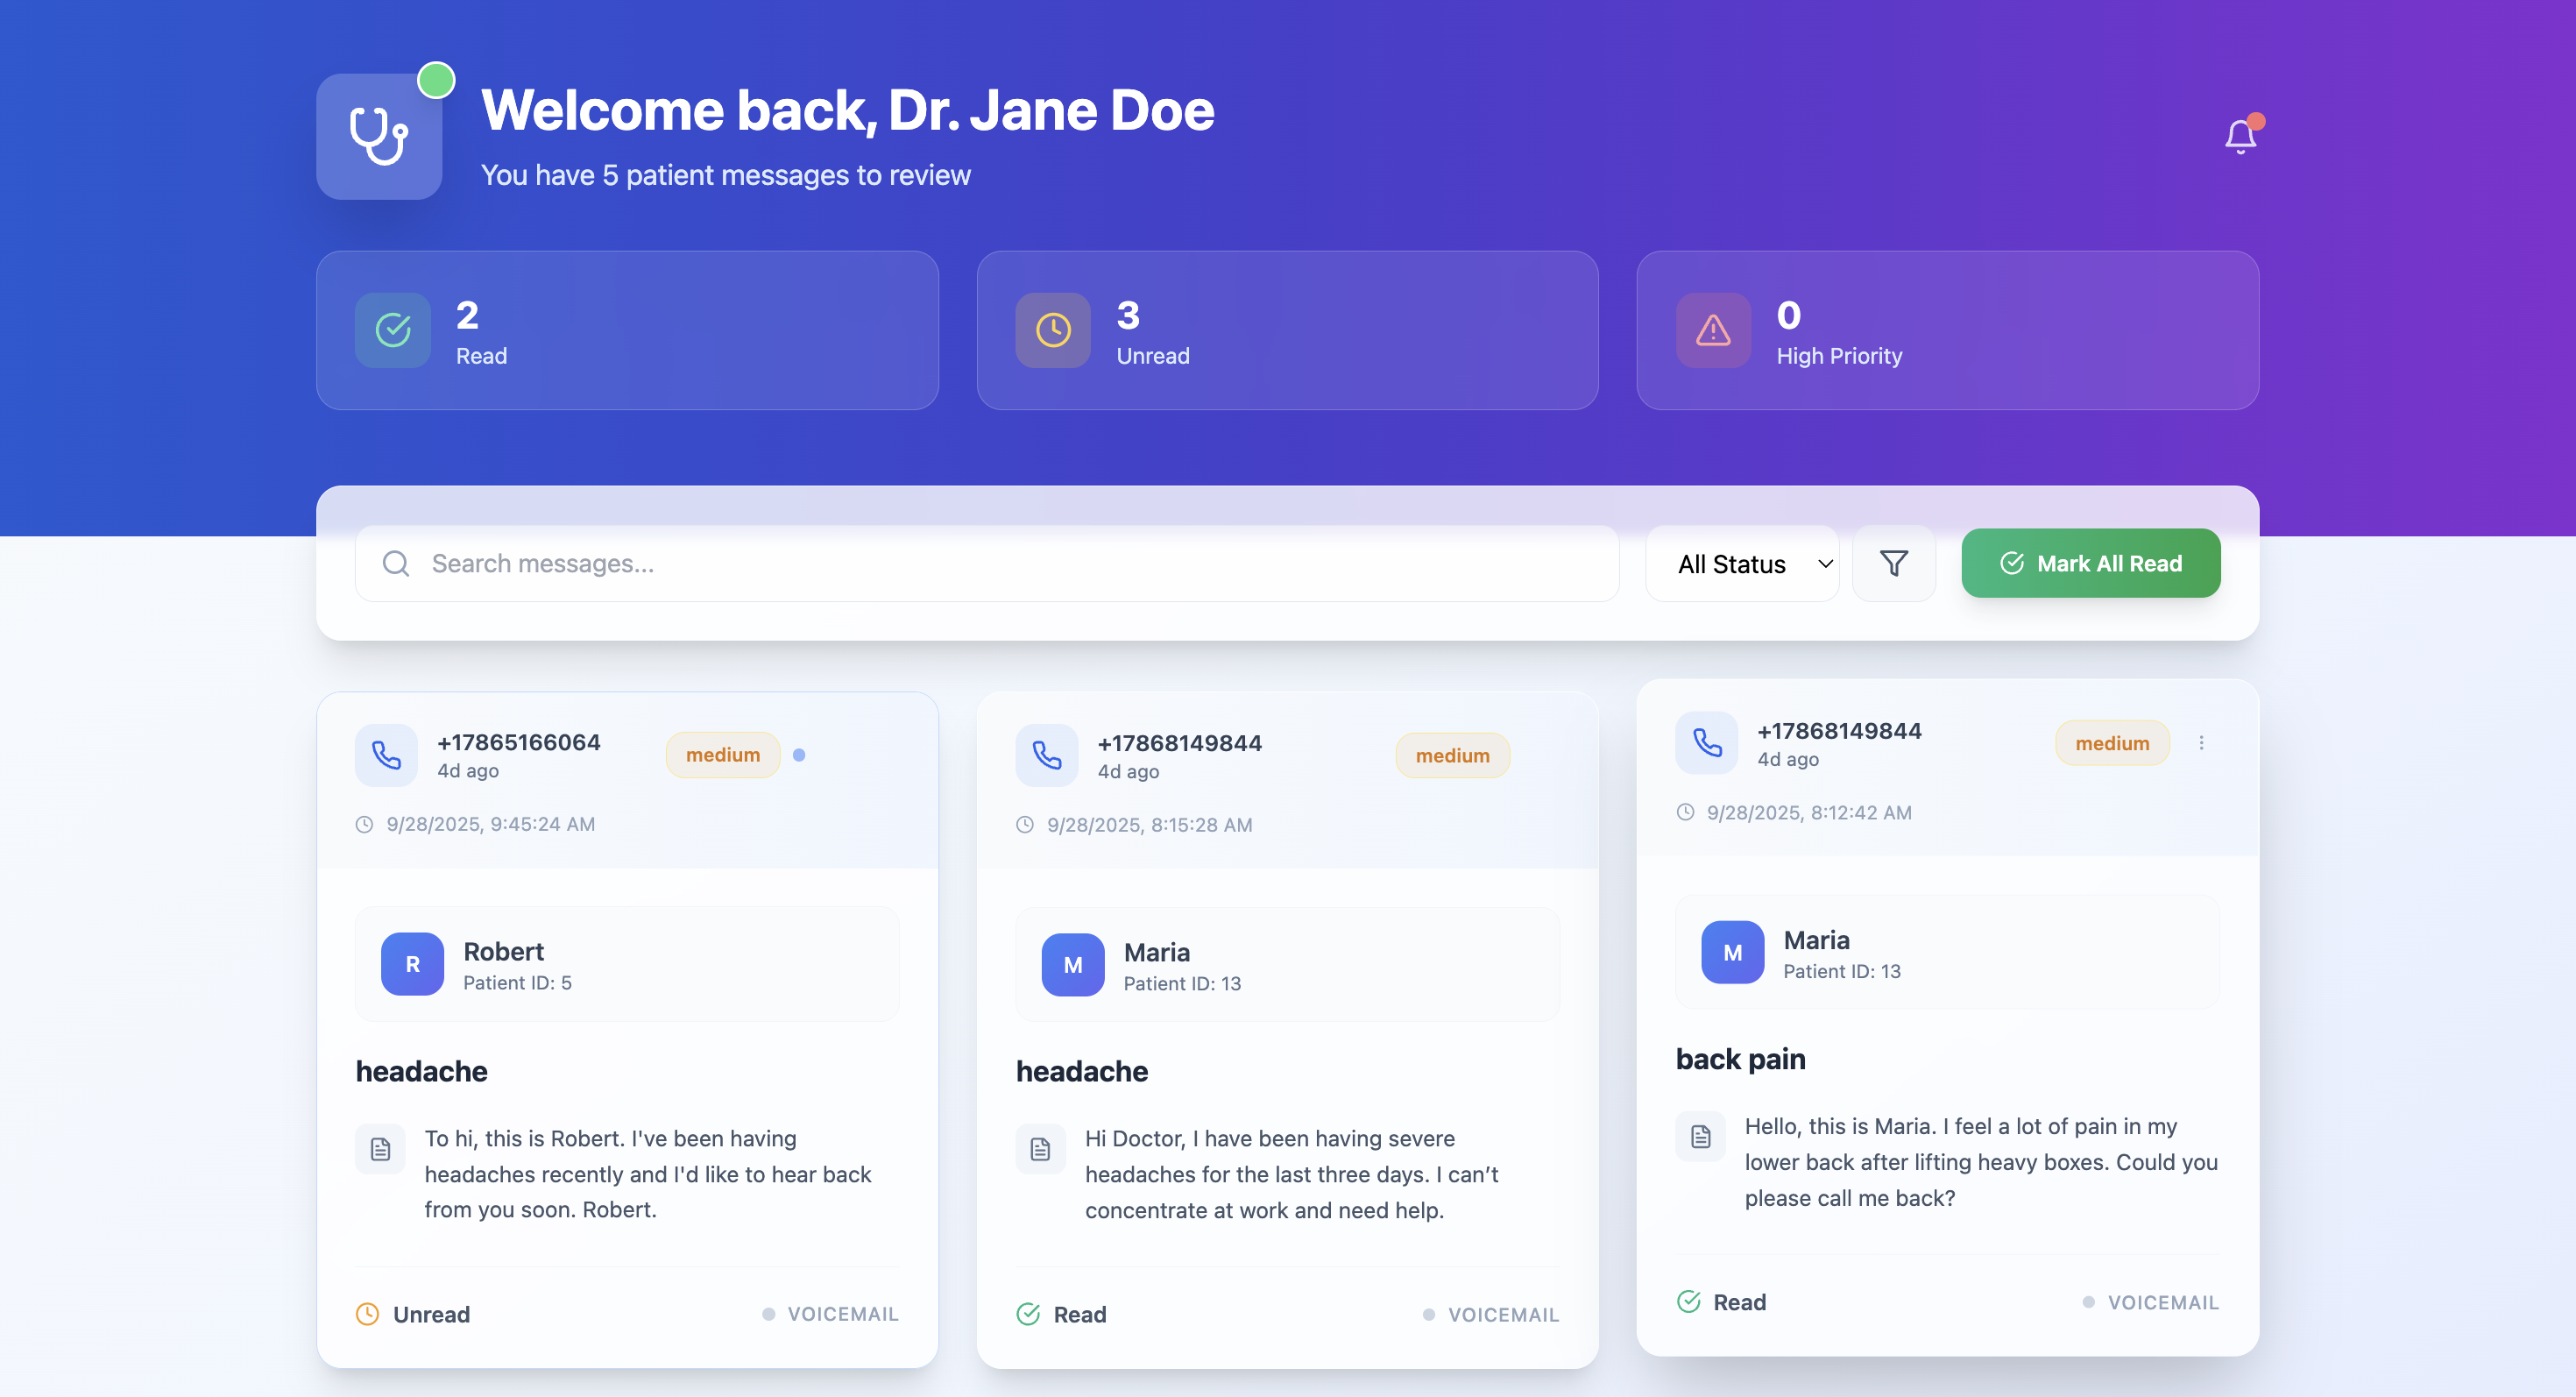 Welcome back, Dr. Jane Doe
You have 5 patient messages to review
2
Read
3
Unread
0
High Priority
Search messages...
All Status
Mark All Read
+17865166064
4d ago
medium
9/28/2025, 9:45:24 AM
R
Robert
Patient ID: 5
headache
To hi, this is Robert. I've been having
headaches recently and I'd like to hear back
from you soon. Robert.
Unread
VOICEMAIL
+17868149844
4d ago
medium
9/28/2025, 8:15:28 AM
M
Maria
Patient ID: 13
headache
Hi Doctor, I have been having severe
headaches for the last three days. I can’t
concentrate at work and need help.
Read
VOICEMAIL
+17868149844
4d ago
medium
9/28/2025, 8:12:42 AM
M
Maria
Patient ID: 13
back pain
Hello, this is Maria. I feel a lot of pain in my
lower back after lifting heavy boxes. Could you
please call me back?
Read
VOICEMAIL